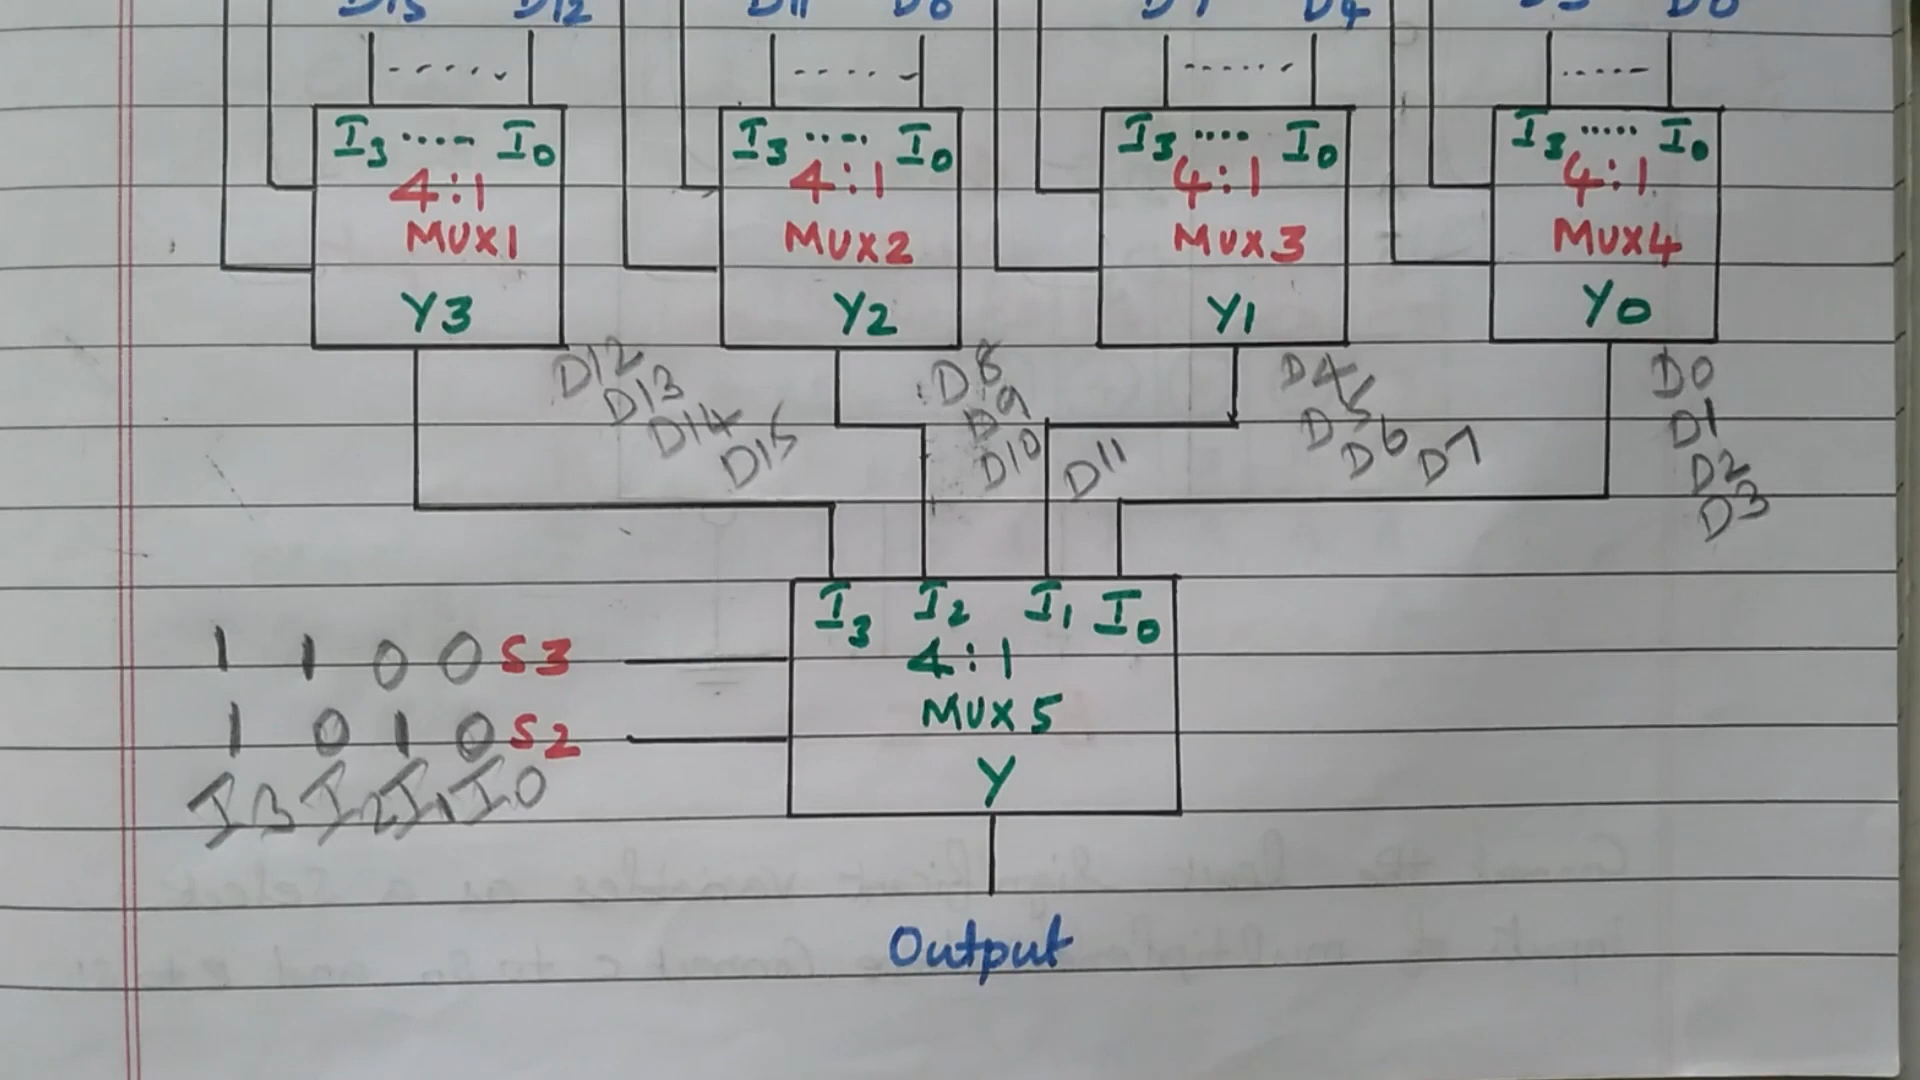 D15 D12 D11 D8 D7 D4 D3 D0
I3 ..... I0 I3 ..... I0 I3 .... I0 I3 ..... I0
4:1 4:1 4:1 4:1
MUX1 MUX2 MUX3 MUX4
Y3 Y2 Y1 Y0
D12 D8 D4 D0
D13 D9 D5 D1
D14 D10 D6 D2
D15 D11 D7 D3
I3 I2 I1 I0
1 1 0 0 S3 4:1
1 0 1 0 S2 MUX 5
I3 I2 I1 I0 Y
Output